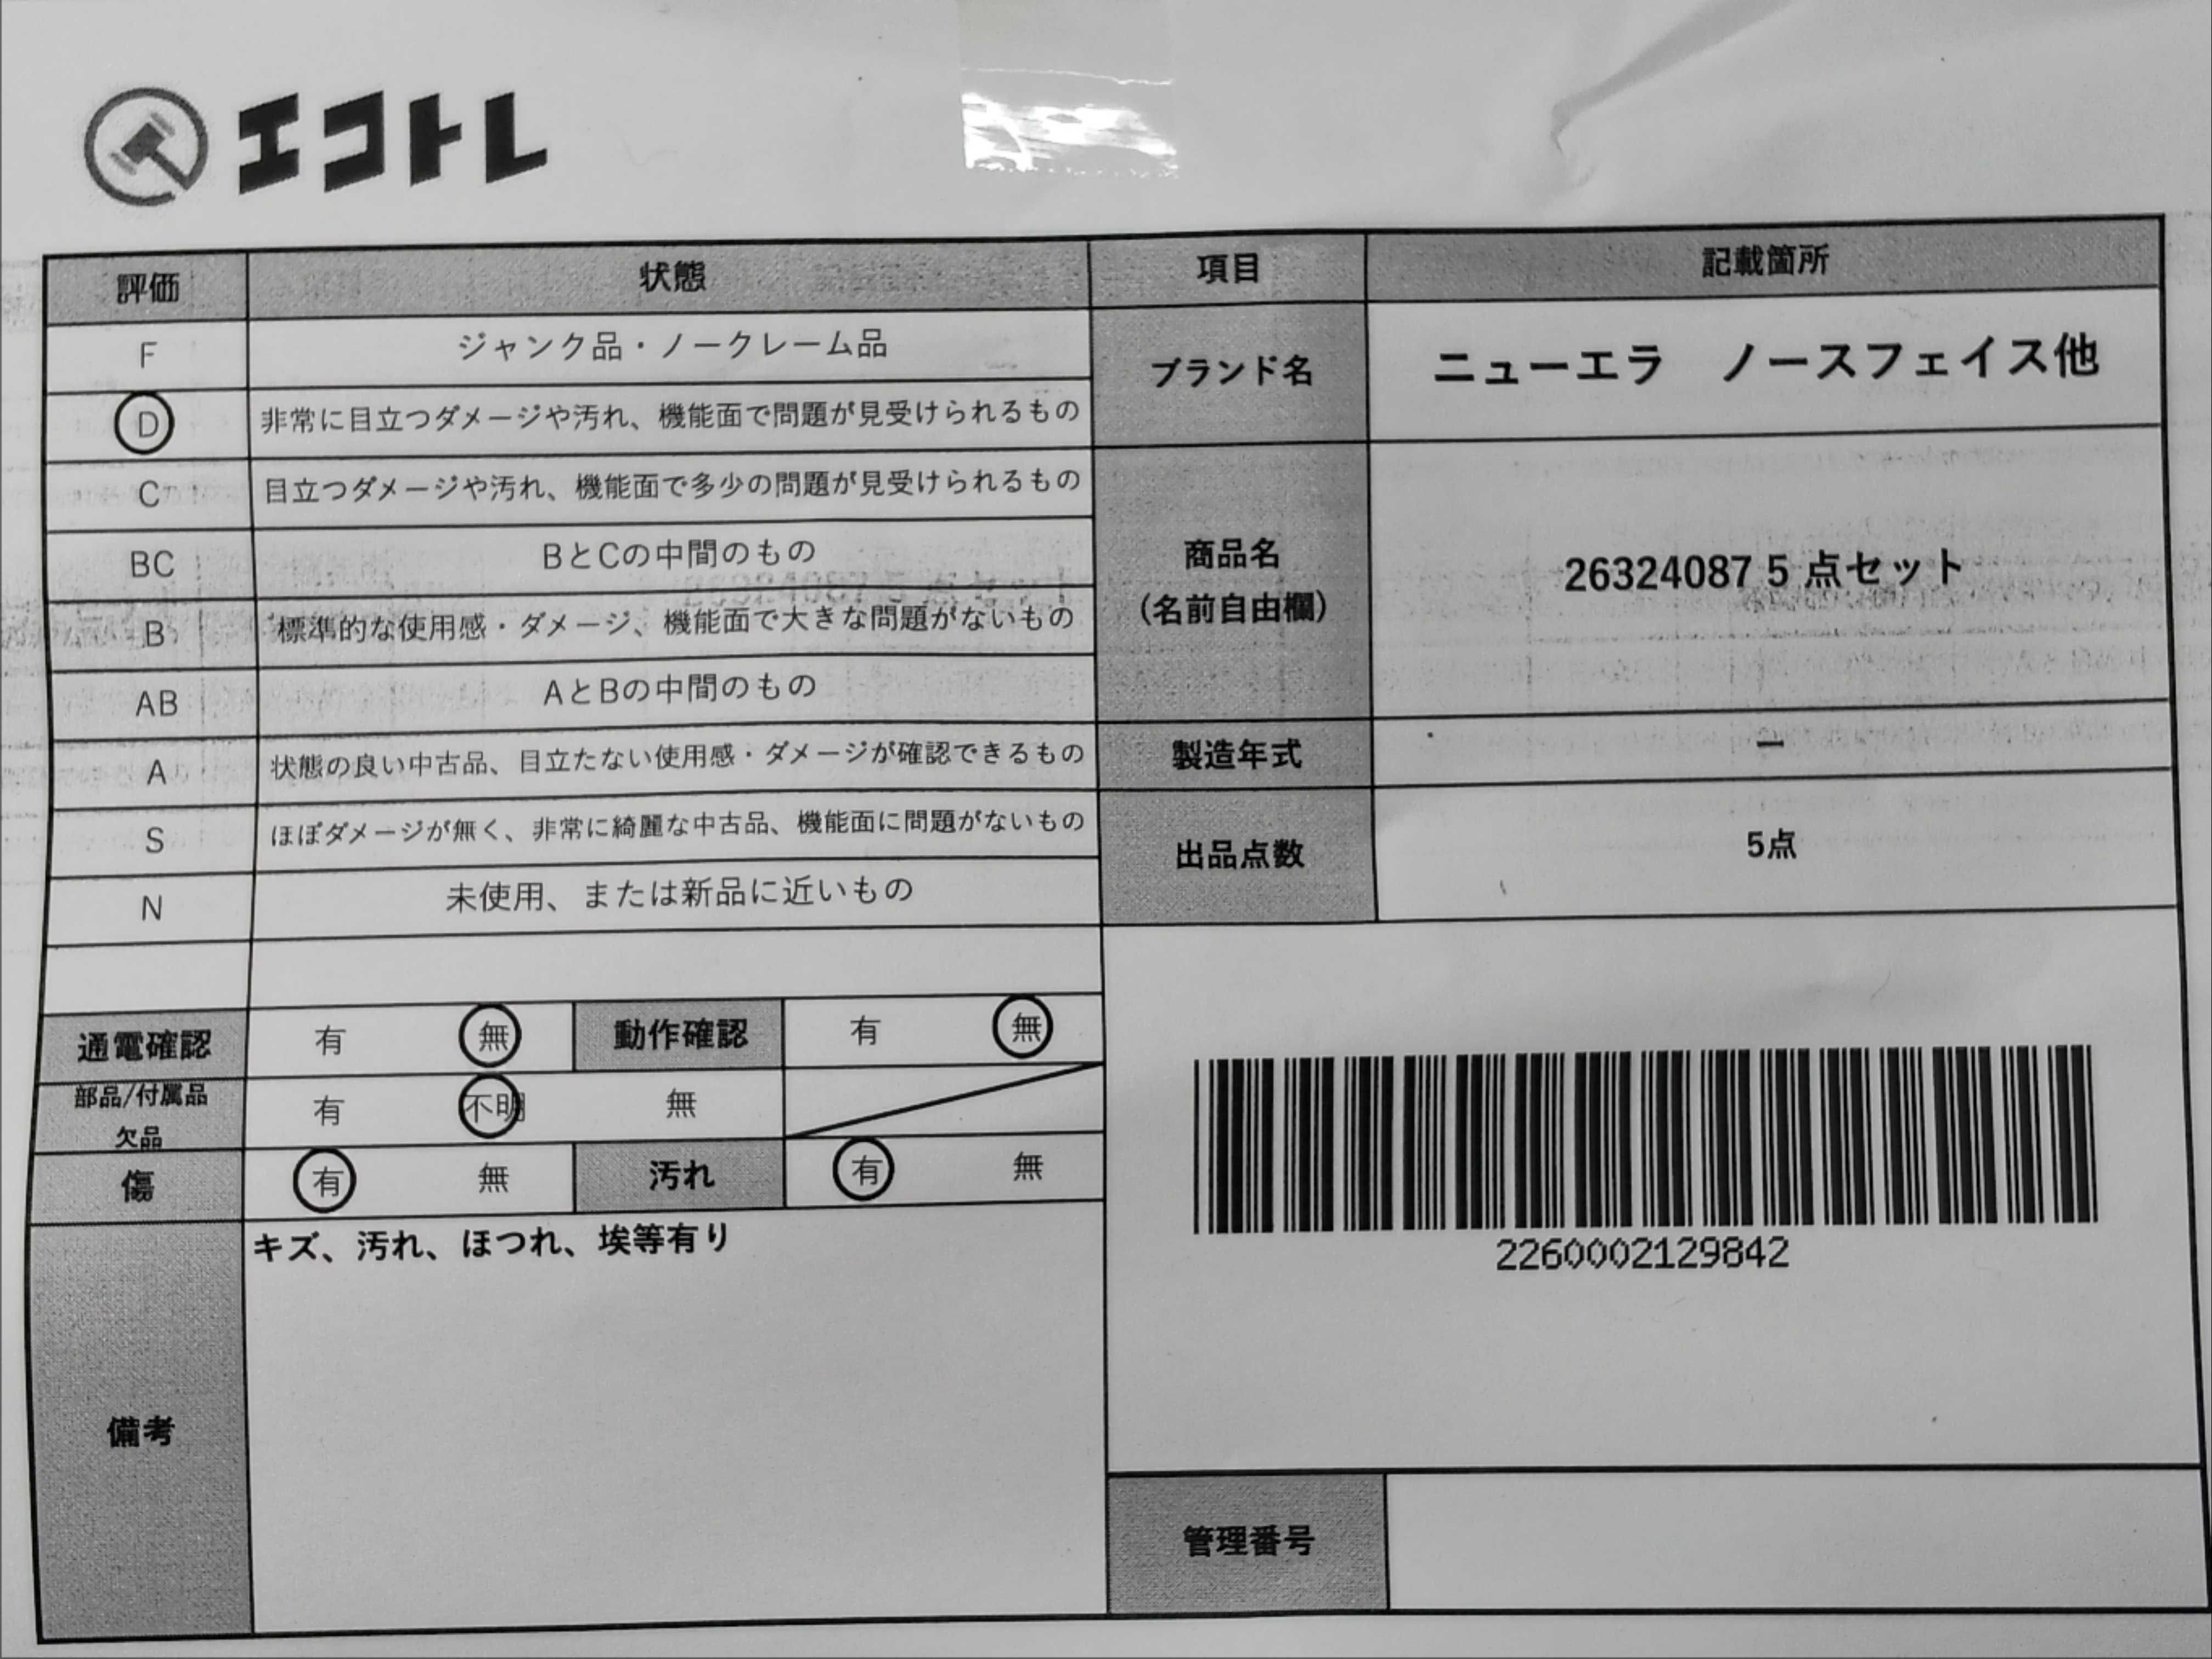 エコトレ
評価 状態 項目 記載箇所
F ジャンク品・ノークレーム品
D 非常に目立つダメージや汚れ、機能面で問題が見受けられるもの
C 目立つダメージや汚れ、機能面で多少の問題が見受けられるもの
BC BとCの中間のもの
B 標準的な使用感・ダメージ、機能面で大きな問題がないもの
AB AとBの中間のもの
A 状態の良い中古品、目立たない使用感・ダメージが確認できるもの
S ほぼダメージが無く、非常に綺麗な中古品、機能面に問題がないもの
N 未使用、または新品に近いもの
ブランド名 ニューエラ ノースフェイス他
商品名
(名前自由欄)
26324087 5 点セット
製造年式 ー
出品点数 5点
通電確認 有 無 動作確認 有 無
部品/付属品
欠品
有 不明 無
傷 有 無 汚れ 有 無
備考
キズ、汚れ、ほつれ、埃等有り
2260002129842
管理番号